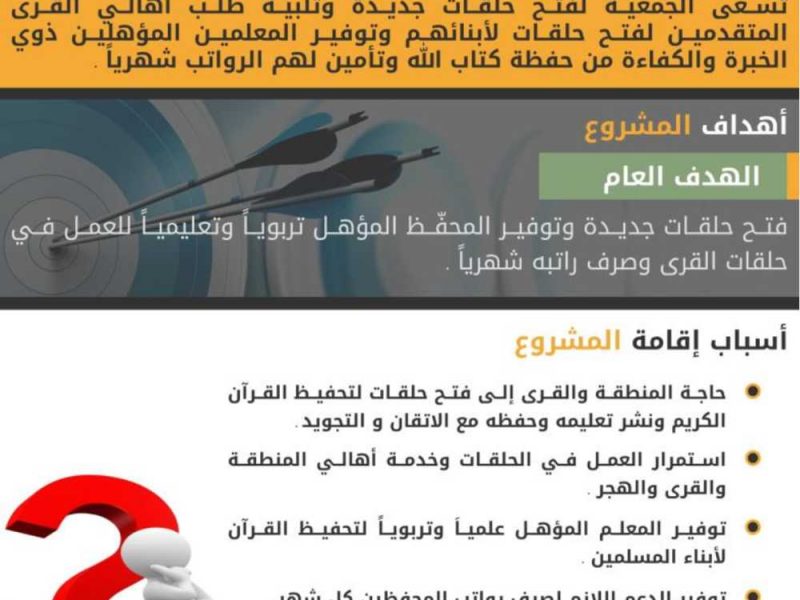 تسعى الجمعية لفتح حلقات جديدة وتلبية طلب أهالي القرى
المتقدمين لفتح حلقات لأبنائهم وتوفير المعلمين المؤهلين ذوي
الخبرة والكفاءة من حفظة كتاب الله وتأمين لهم الرواتب شهرياً .
أهداف المشروع
الهدف العام
فتح حلقات جديدة وتوفير المحفّظ المؤهل تربوياً وتعليمياً للعمل في
حلقات القرى وصرف راتبه شهرياً .
أسباب إقامة المشروع
حاجة المنطقة والقرى إلى فتح حلقات لتحفيظ القرآن
الكريم ونشر تعليمه وحفظه مع الاتقان و التجويد .
استمرار العمل في الحلقات وخدمة أهالي المنطقة
والقرى والهجر .
توفير المعلم المؤهل علمياً وتربوياً لتحفيظ القرآن
لأبناء المسلمين .
توفير الدعم اللازم لصرف رواتب المحفظين كل شهر